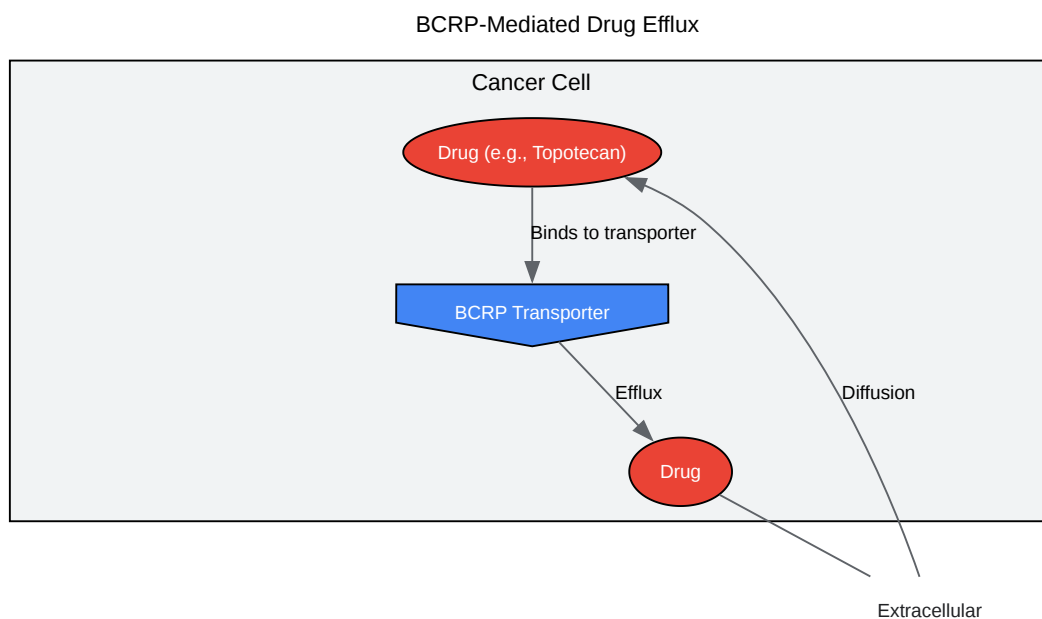 BCRP-Mediated Drug Efflux
Cancer Cell
Drug (e.g., Topotecan)
Binds to transporter
BCRP Transporter
Efflux
Diffusion
Drug
Extracellular